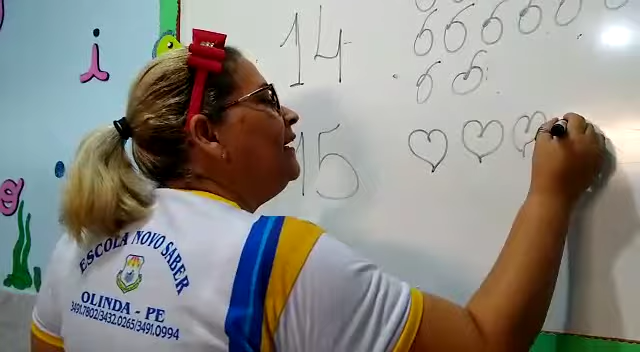 14
15
i
g
ESCOLA NOVO SABER
OLINDA - PE
3491.7802/3432.0265/3491.0994